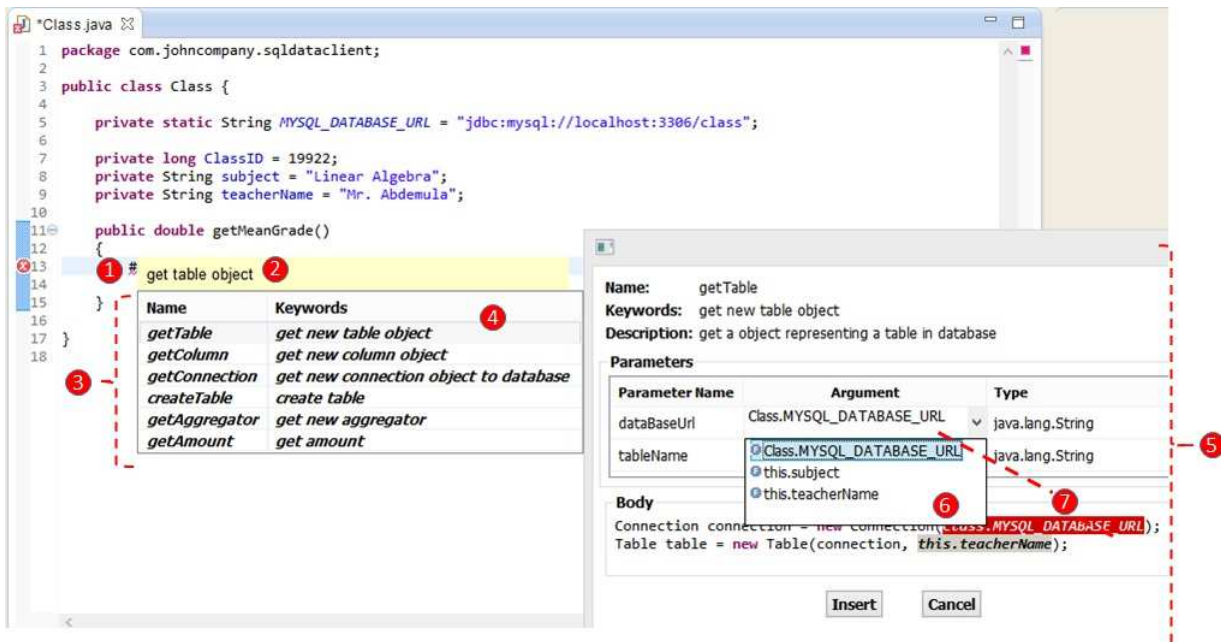 *Class.java
1 package com.johncompany.sqldataclient;
2
3 public class Class {
4
5 private static String MYSQL_DATABASE_URL = "jdbc:mysql://localhost:3306/class";
6
7 private long ClassID = 19922;
8 private String subject = "Linear Algebra";
9 private String teacherName = "Mr. Abdemula";
10
11 public double getMeanGrade()
12 {
13 1 # get table object 2
14
15 }
16
17 }
18
3
Name Keywords 4
getTable get new table object
getColumn get new column object
getConnection get new connection object to database
createTable create table
getAggregator get new aggregator
getAmount get amount
5
Name: getTable
Keywords: get new table object
Description: get a object representing a table in database
Parameters
Parameter Name Argument Type
dataBaseUrl Class.MYSQL_DATABASE_URL java.lang.String
tableName java.lang.String
Class.MYSQL_DATABASE_URL
this.subject
this.teacherName
6 7
Body
Connection connection = new Connection(Class.MYSQL_DATABASE_URL);
Table table = new Table(connection, this.teacherName);
Insert Cancel